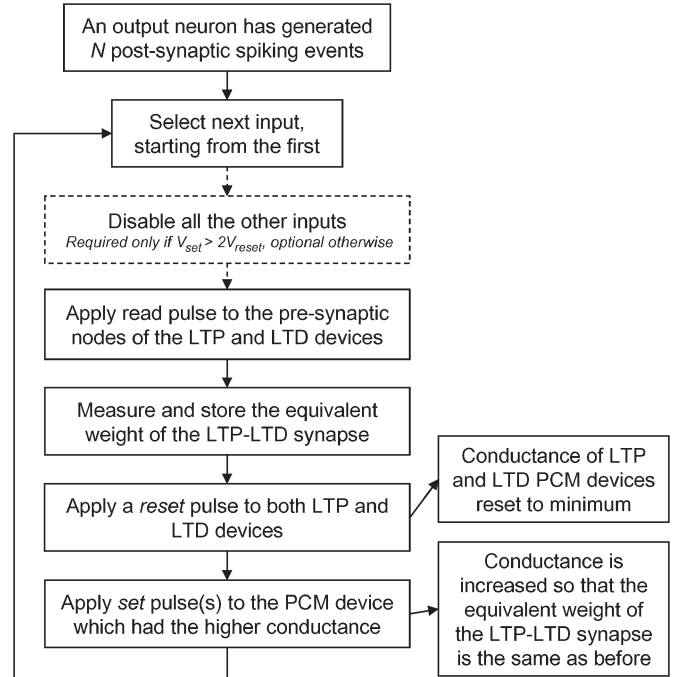 An output neuron has generated
N post-synaptic spiking events
Select next input,
starting from the first
Disable all the other inputs
Required only if Vset > 2Vreset, optional otherwise
Apply read pulse to the pre-synaptic
nodes of the LTP and LTD devices
Measure and store the equivalent
weight of the LTP-LTD synapse
Apply a reset pulse to both LTP and
LTD devices
Conductance of LTP
and LTD PCM devices
reset to minimum
Apply set pulse(s) to the PCM device
which had the higher conductance
Conductance is
increased so that the
equivalent weight of
the LTP-LTD synapse
is the same as before